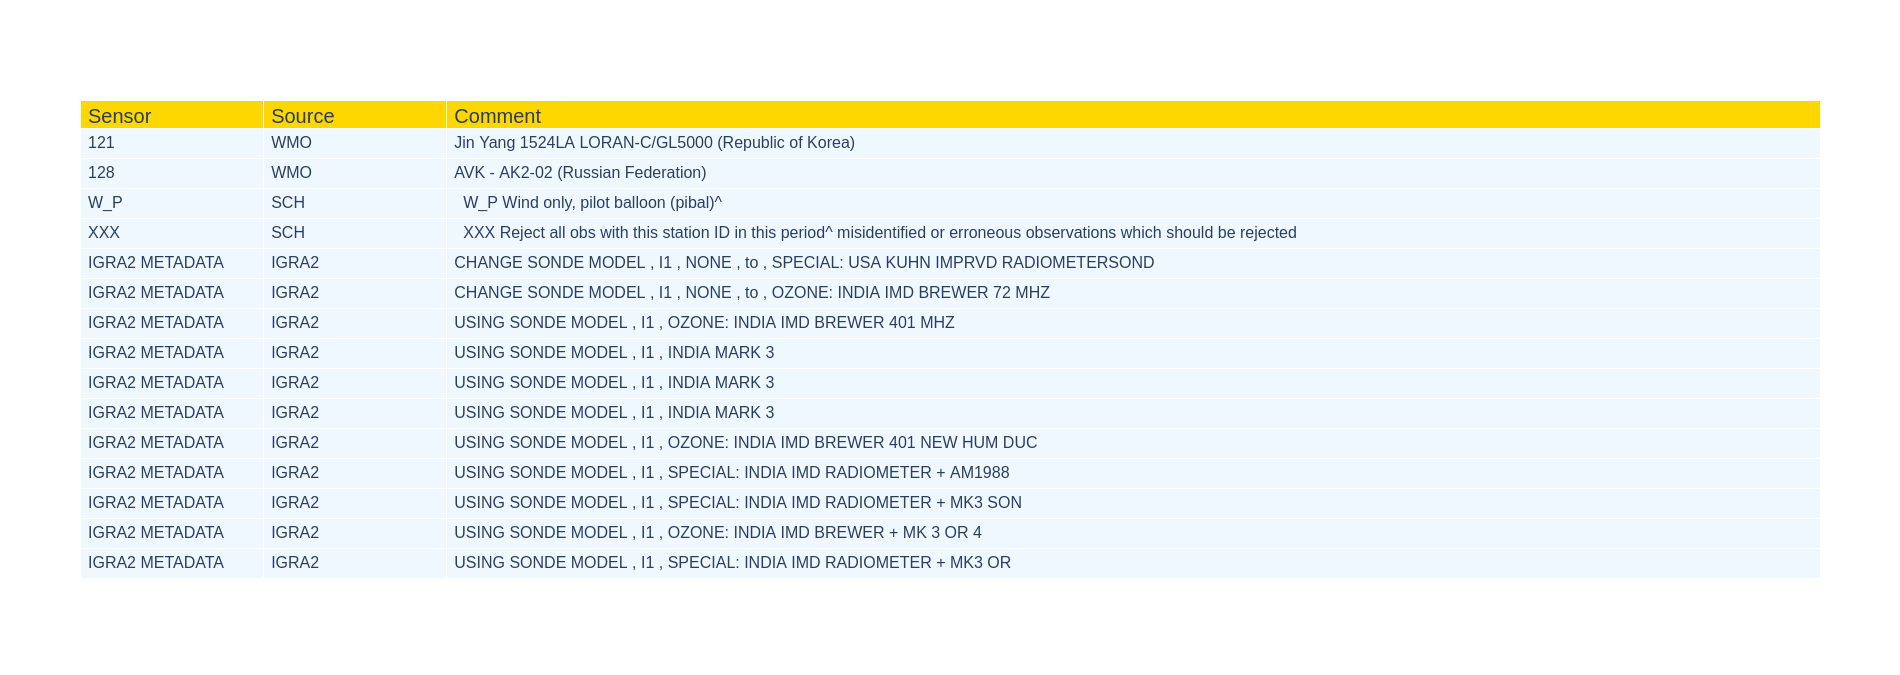 Sensor Source Comment
121 WMO Jin Yang 1524LA LORAN-C/GL5000 (Republic of Korea)
128 WMO AVK - AK2-02 (Russian Federation)
W_P SCH W_P Wind only, pilot balloon (pibal)^
XXX SCH XXX Reject all obs with this station ID in this period^ misidentified or erroneous observations which should be rejected
IGRA2 METADATA IGRA2 CHANGE SONDE MODEL , I1 , NONE , to , SPECIAL: USA KUHN IMPRVD RADIOMETERSOND
IGRA2 METADATA IGRA2 CHANGE SONDE MODEL , I1 , NONE , to , OZONE: INDIA IMD BREWER 72 MHZ
IGRA2 METADATA IGRA2 USING SONDE MODEL , I1 , OZONE: INDIA IMD BREWER 401 MHZ
IGRA2 METADATA IGRA2 USING SONDE MODEL , I1 , INDIA MARK 3
IGRA2 METADATA IGRA2 USING SONDE MODEL , I1 , INDIA MARK 3
IGRA2 METADATA IGRA2 USING SONDE MODEL , I1 , INDIA MARK 3
IGRA2 METADATA IGRA2 USING SONDE MODEL , I1 , OZONE: INDIA IMD BREWER 401 NEW HUM DUC
IGRA2 METADATA IGRA2 USING SONDE MODEL , I1 , SPECIAL: INDIA IMD RADIOMETER + AM1988
IGRA2 METADATA IGRA2 USING SONDE MODEL , I1 , SPECIAL: INDIA IMD RADIOMETER + MK3 SON
IGRA2 METADATA IGRA2 USING SONDE MODEL , I1 , OZONE: INDIA IMD BREWER + MK 3 OR 4
IGRA2 METADATA IGRA2 USING SONDE MODEL , I1 , SPECIAL: INDIA IMD RADIOMETER + MK3 OR